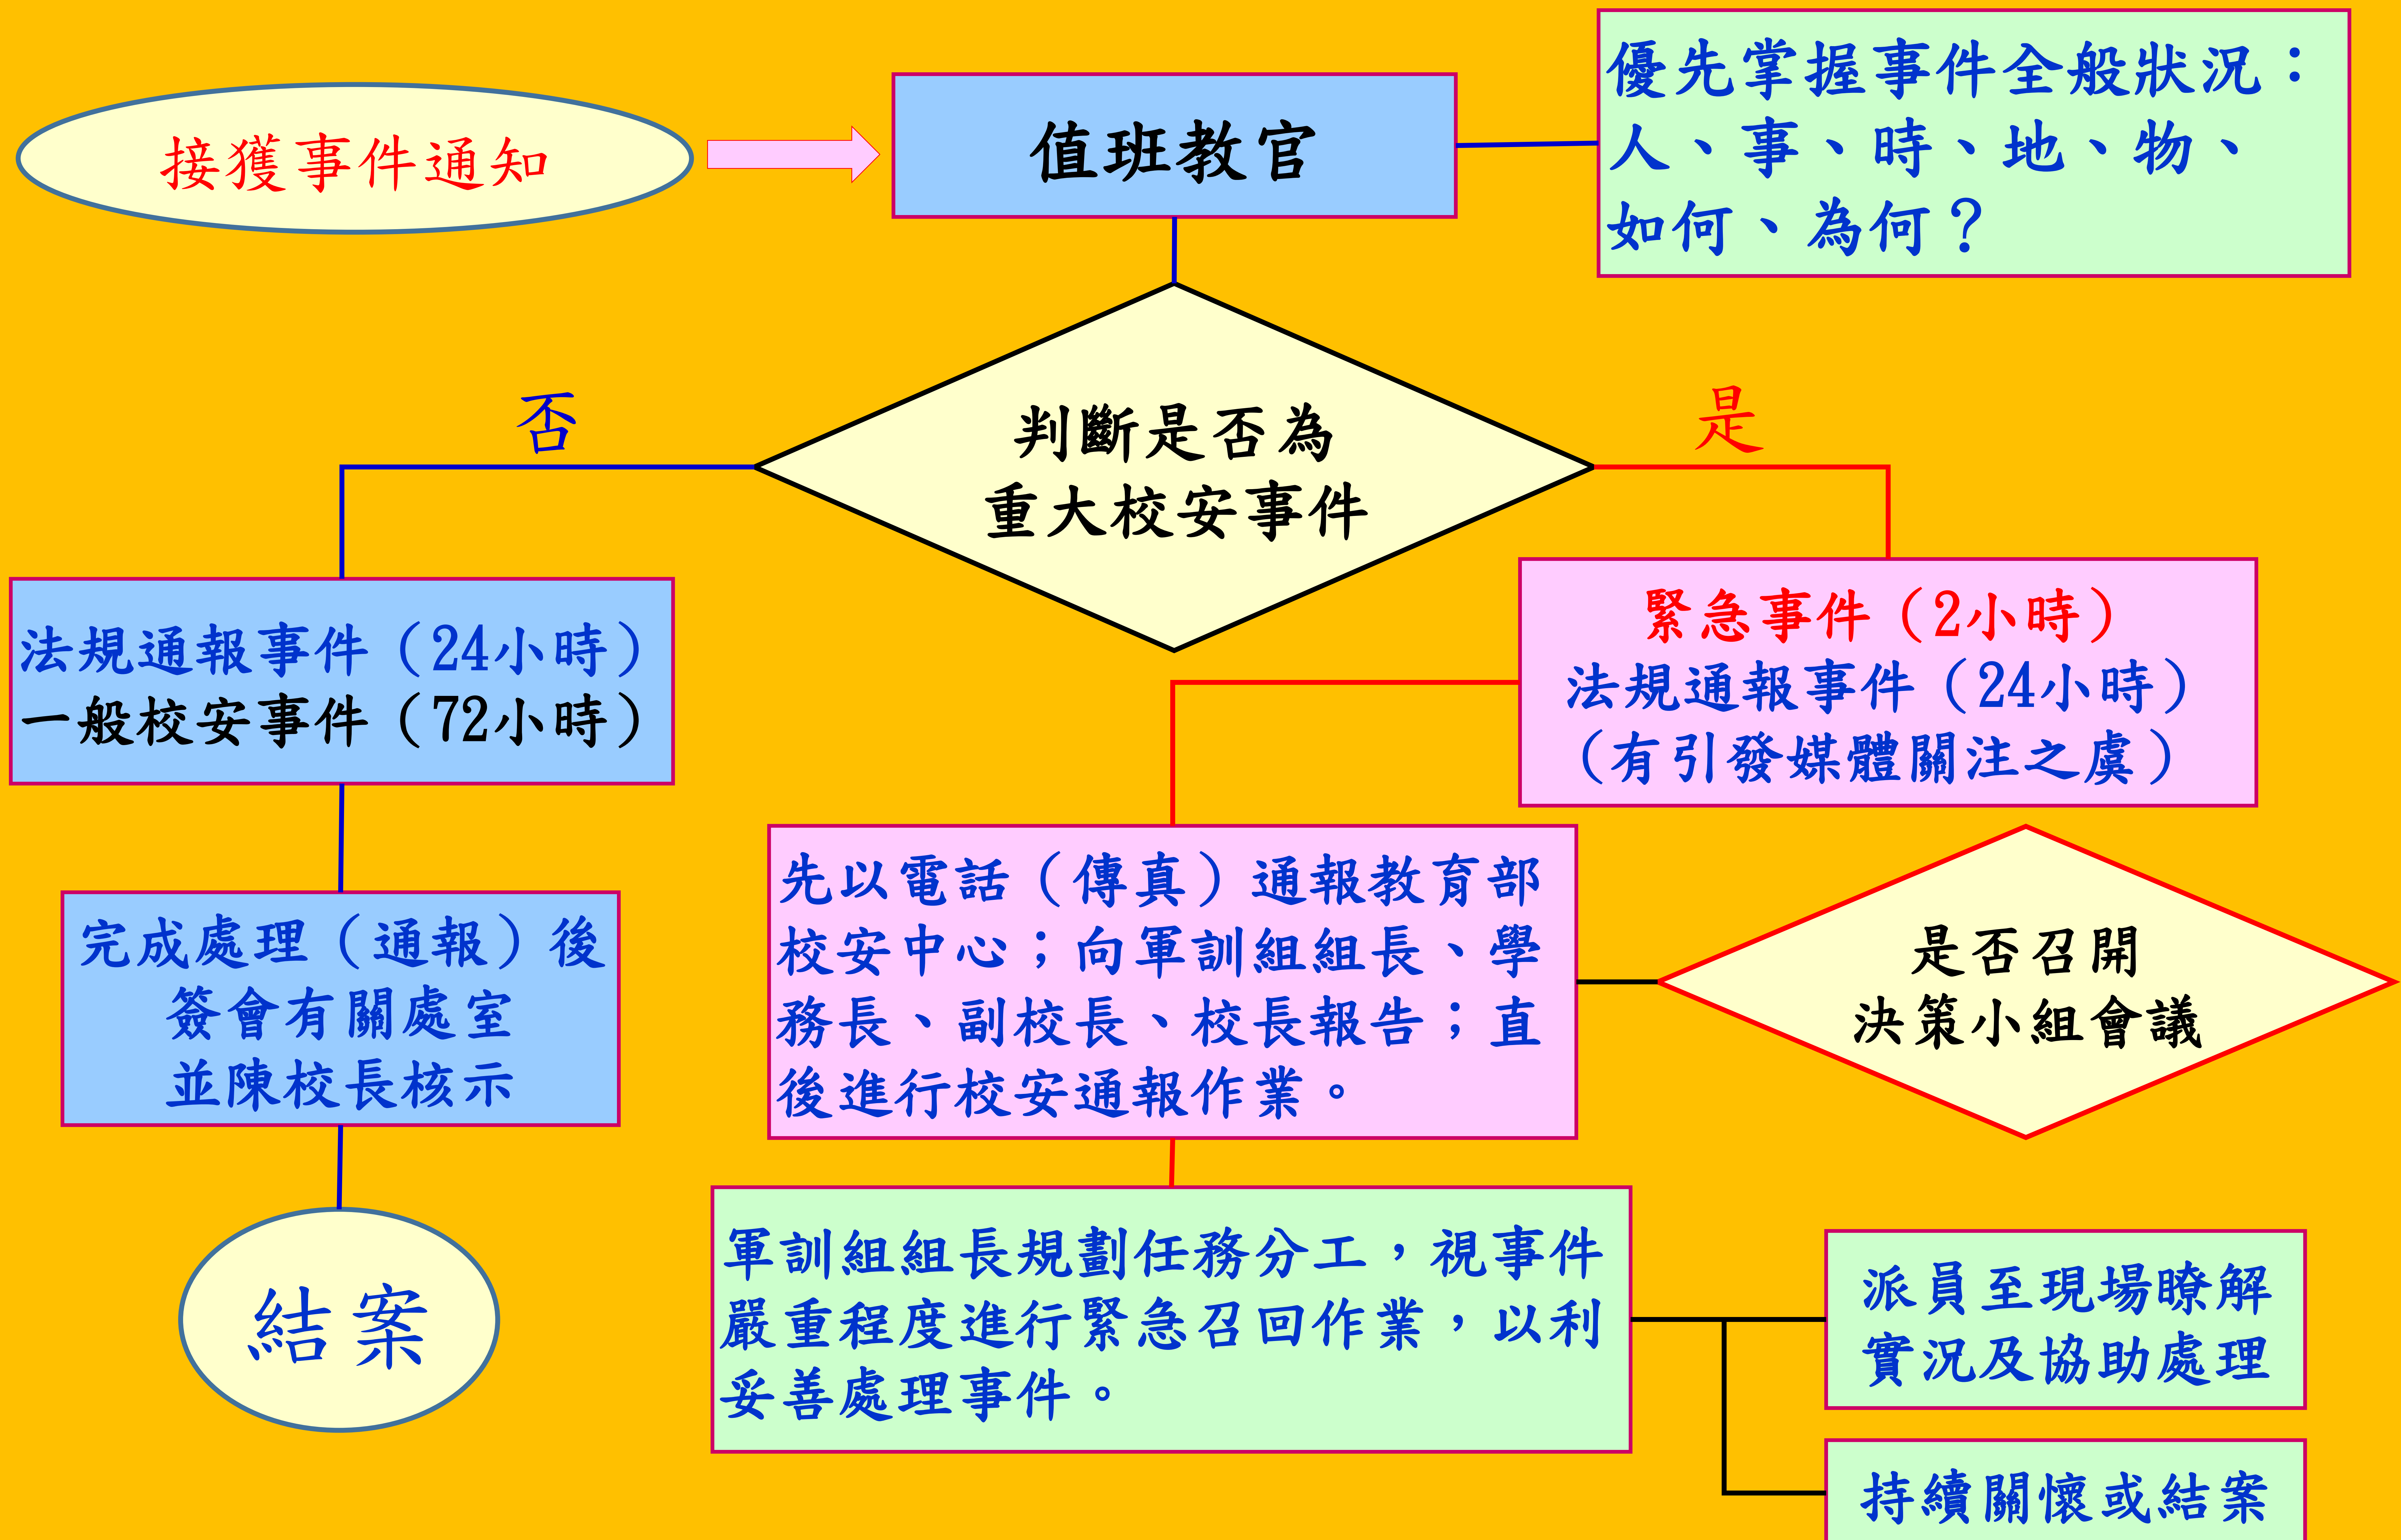 接獲事件通知
值班教官
優先掌握事件全般狀況：
人、事、時、地、物、
如何、為何？
判斷是否為
重大校安事件
否
是
法規通報事件（24小時）
一般校安事件（72小時）
緊急事件（2小時）
法規通報事件（24小時）
（有引發媒體關注之虞）
完成處理（通報）後
簽會有關處室
並陳校長核示
先以電話（傳真）通報教育部
校安中心；向軍訓組組長、學
務長、副校長、校長報告；直
後進行校安通報作業。
是否召開
決策小組會議
結案
軍訓組組長規劃任務分工，視事件
嚴重程度進行緊急召回作業，以利
妥善處理事件。
派員至現場瞭解
實況及協助處理
持續關懷或結案